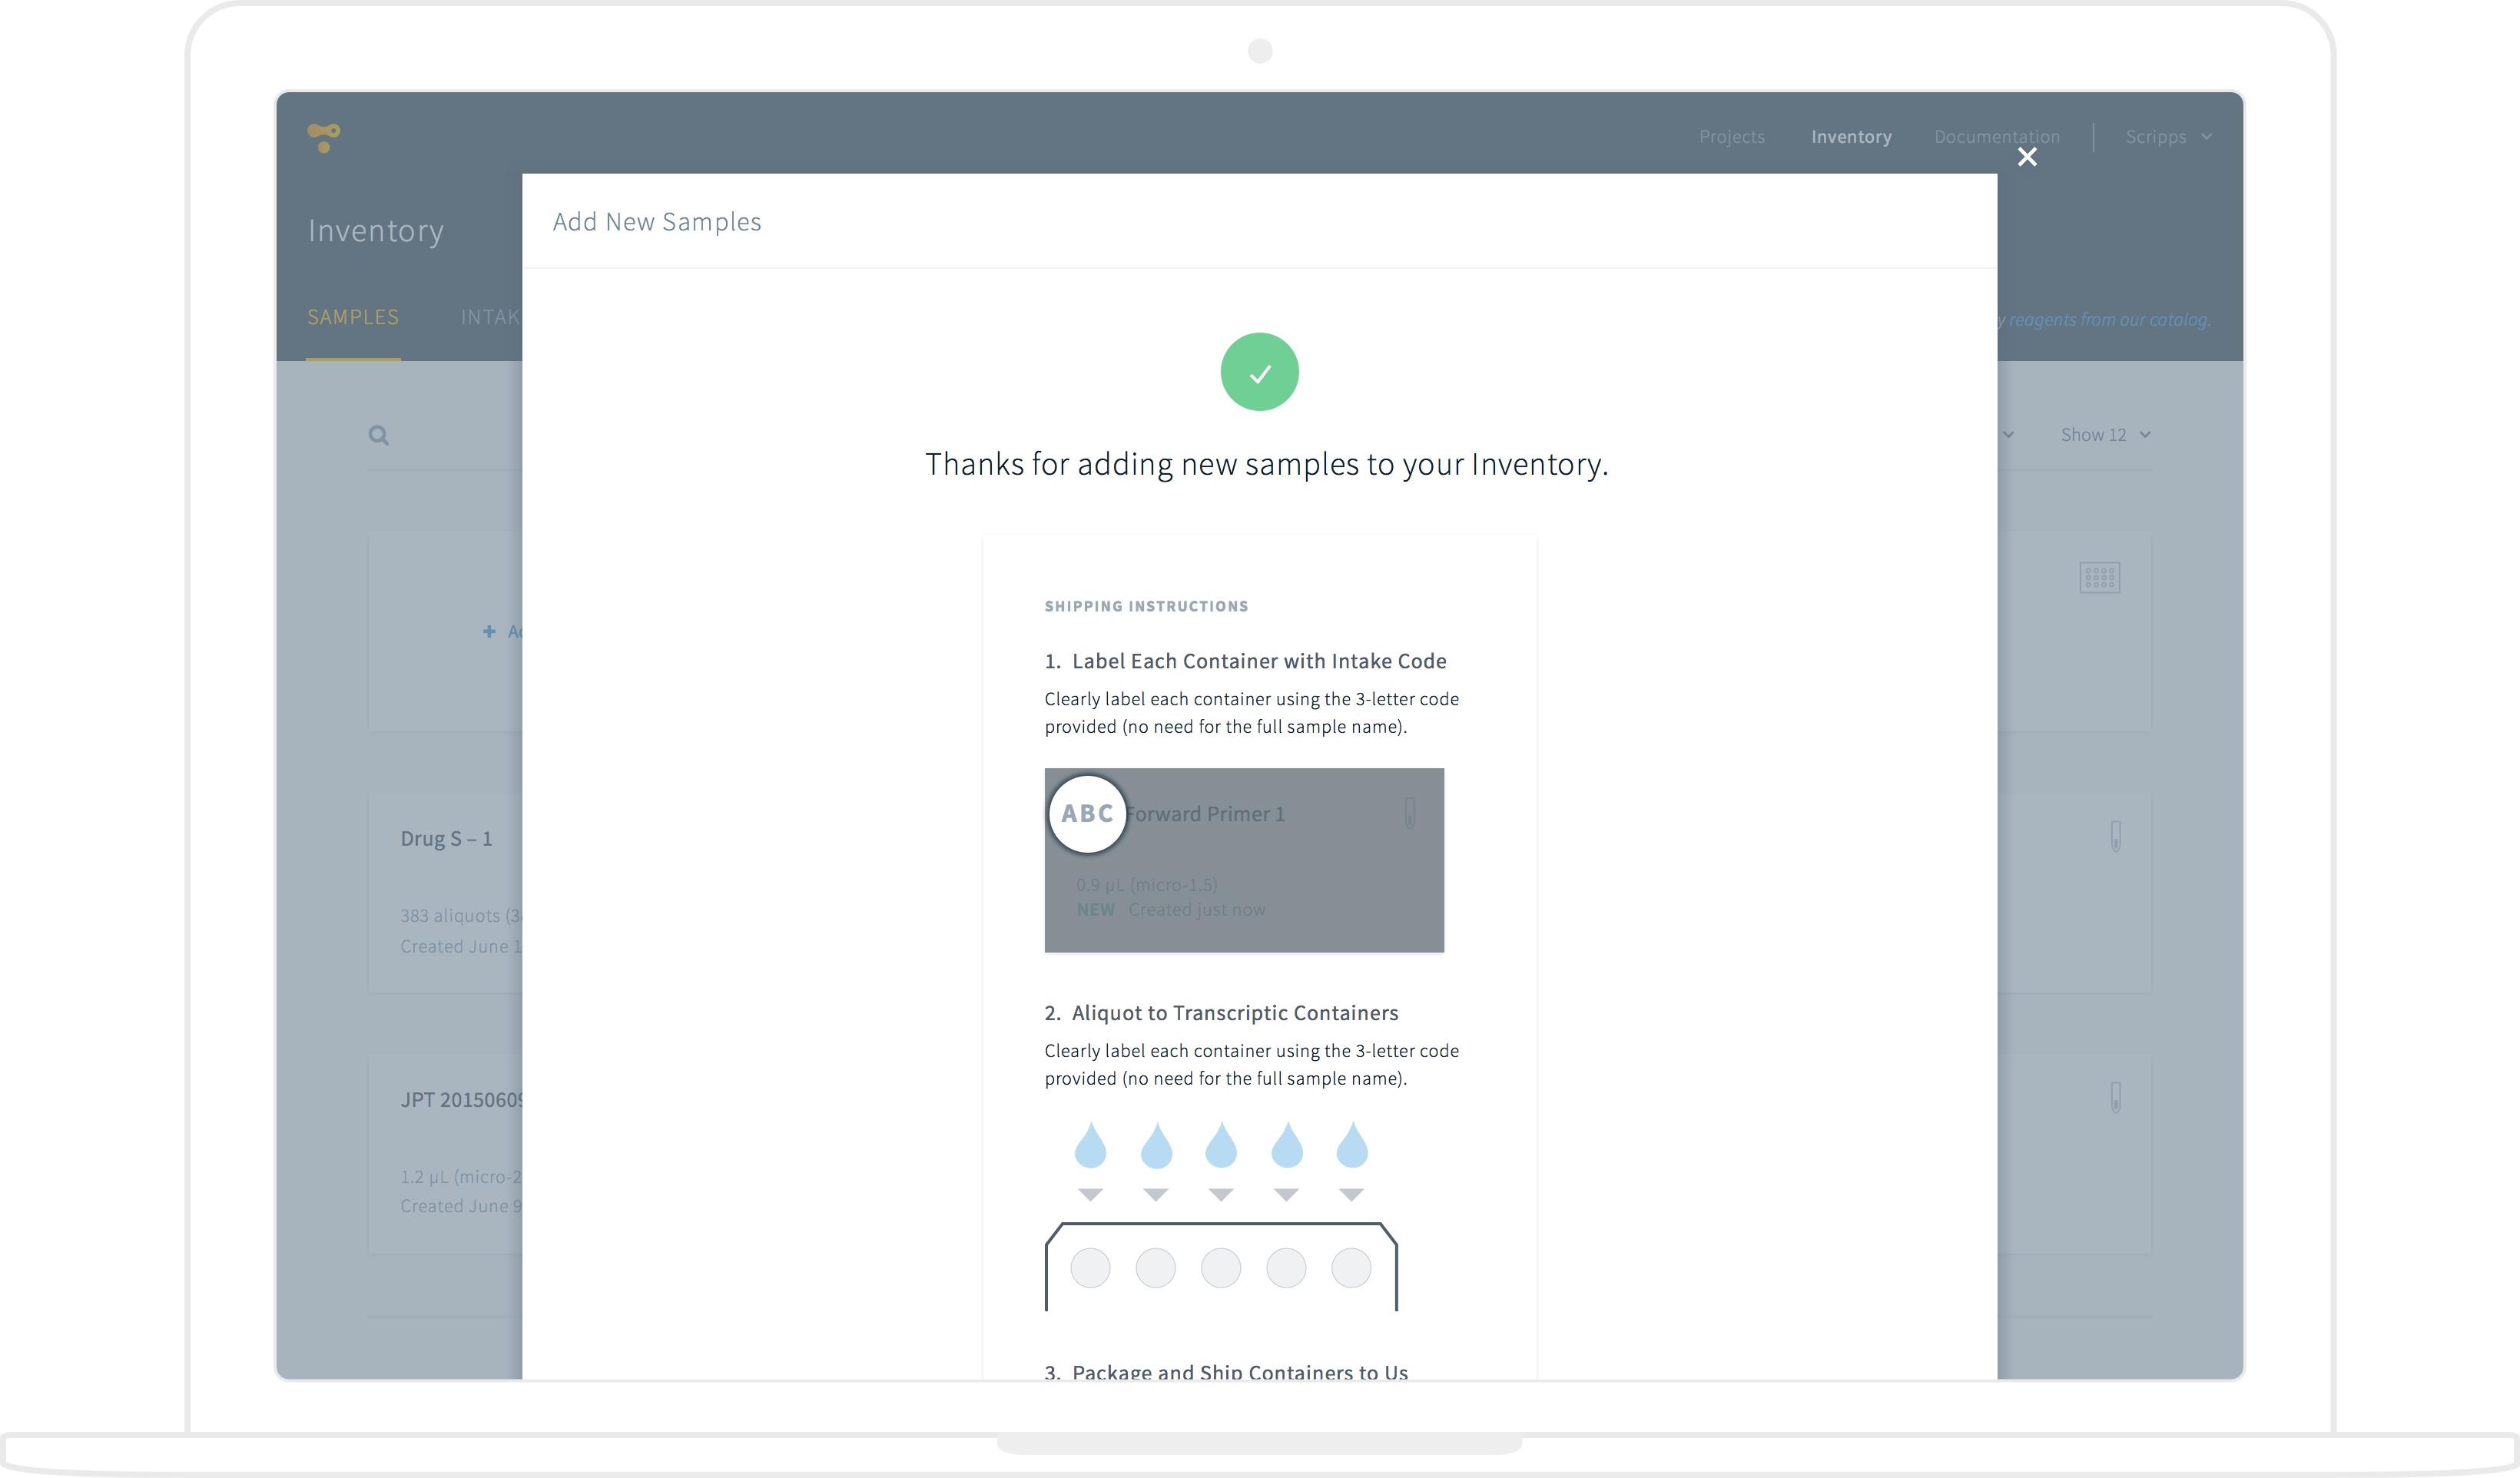 Projects Inventory Documentation Scripps
Inventory
Add New Samples
SAMPLES INTAK
reagents from our catalog.
Thanks for adding new samples to your Inventory.
Show 12
SHIPPING INSTRUCTIONS
1. Label Each Container with Intake Code
Clearly label each container using the 3-letter code
provided (no need for the full sample name).
ABC Forward Primer 1
0.9 µL (micro-1.5)
NEW Created just now
Drug S – 1
383 aliquots
Created June 1
2. Aliquot to Transcriptic Containers
Clearly label each container using the 3-letter code
provided (no need for the full sample name).
JPT 20150609
1.2 µL (micro-2
Created June 9
3. Package and Ship Containers to Us